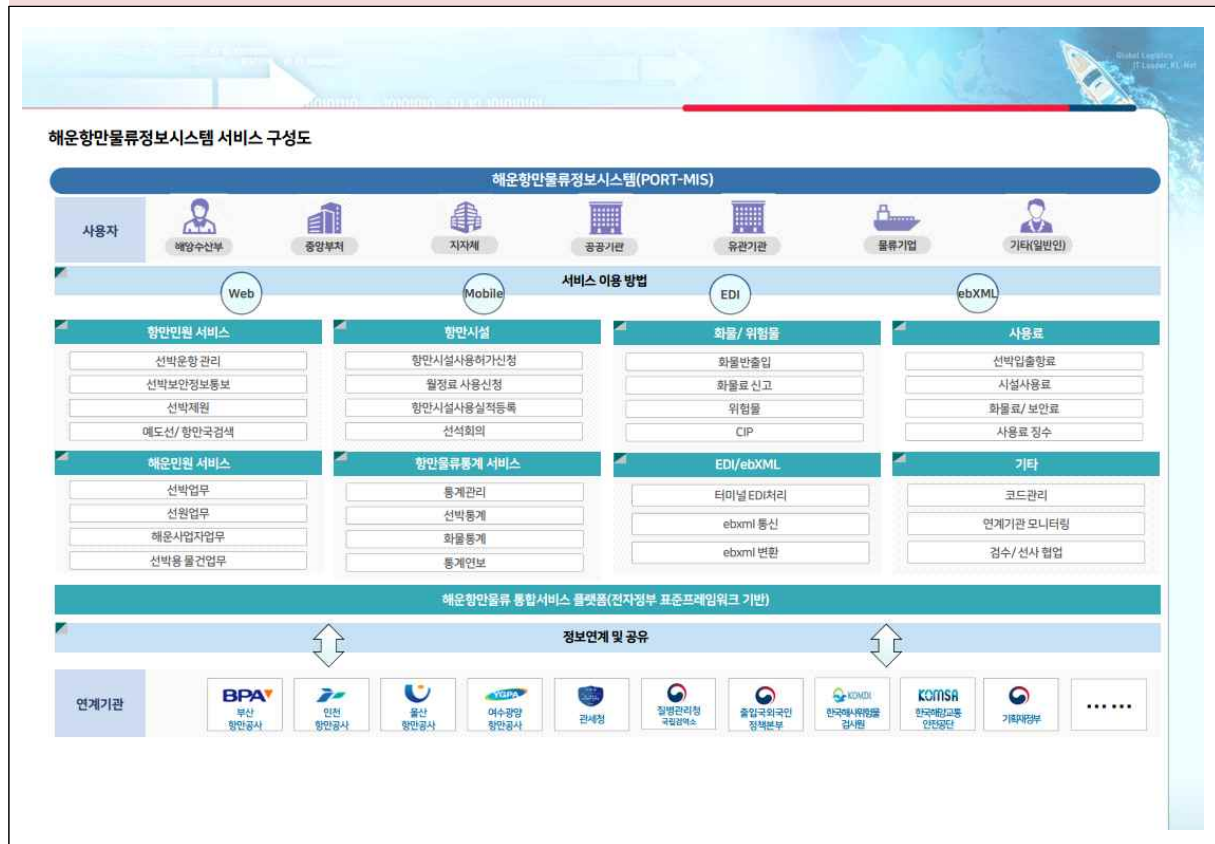 Global Logistics
IT Leader, KL-Net
해운항만물류정보시스템 서비스 구성도
해운항만물류정보시스템(PORT-MIS)
사용자
해양수산부
중앙부처
지자체
공공기관
유관기관
물류기업
기타(일반인)
서비스 이용 방법
Web
Mobile
EDI
ebXML
항만민원 서비스
선박운항 관리
선박보안정보통보
선박제원
예도선/ 항만국검색
항만시설
항만시설사용허가신청
월정료 사용신청
항만시설사용실적등록
선석회의
화물/ 위험물
화물반출입
화물료 신고
위험물
CIP
사용료
선박입출항료
시설사용료
화물료/ 보안료
사용료 징수
해운민원 서비스
선박업무
선원업무
해운사업자업무
선박용 물건업무
항만물류통계 서비스
통계관리
선박통계
화물통계
통계연보
EDI/ebXML
터미널 EDI처리
ebxml 통신
ebxml 변환
기타
코드관리
연계기관 모니터링
검수/ 선사 협업
해운항만물류 통합서비스 플랫폼(전자정부 표준프레임워크 기반)
정보연계 및 공유
연계기관
BPA
부산
항만공사
인천
항만공사
울산
항만공사
YGPA
여수광양
항만공사
관세청
질병관리청
국립검역소
출입국외국인
정책본부
KOMDI
한국해사위험물
검사원
KOMSA
한국해양교통
안전공단
기획재정부
……